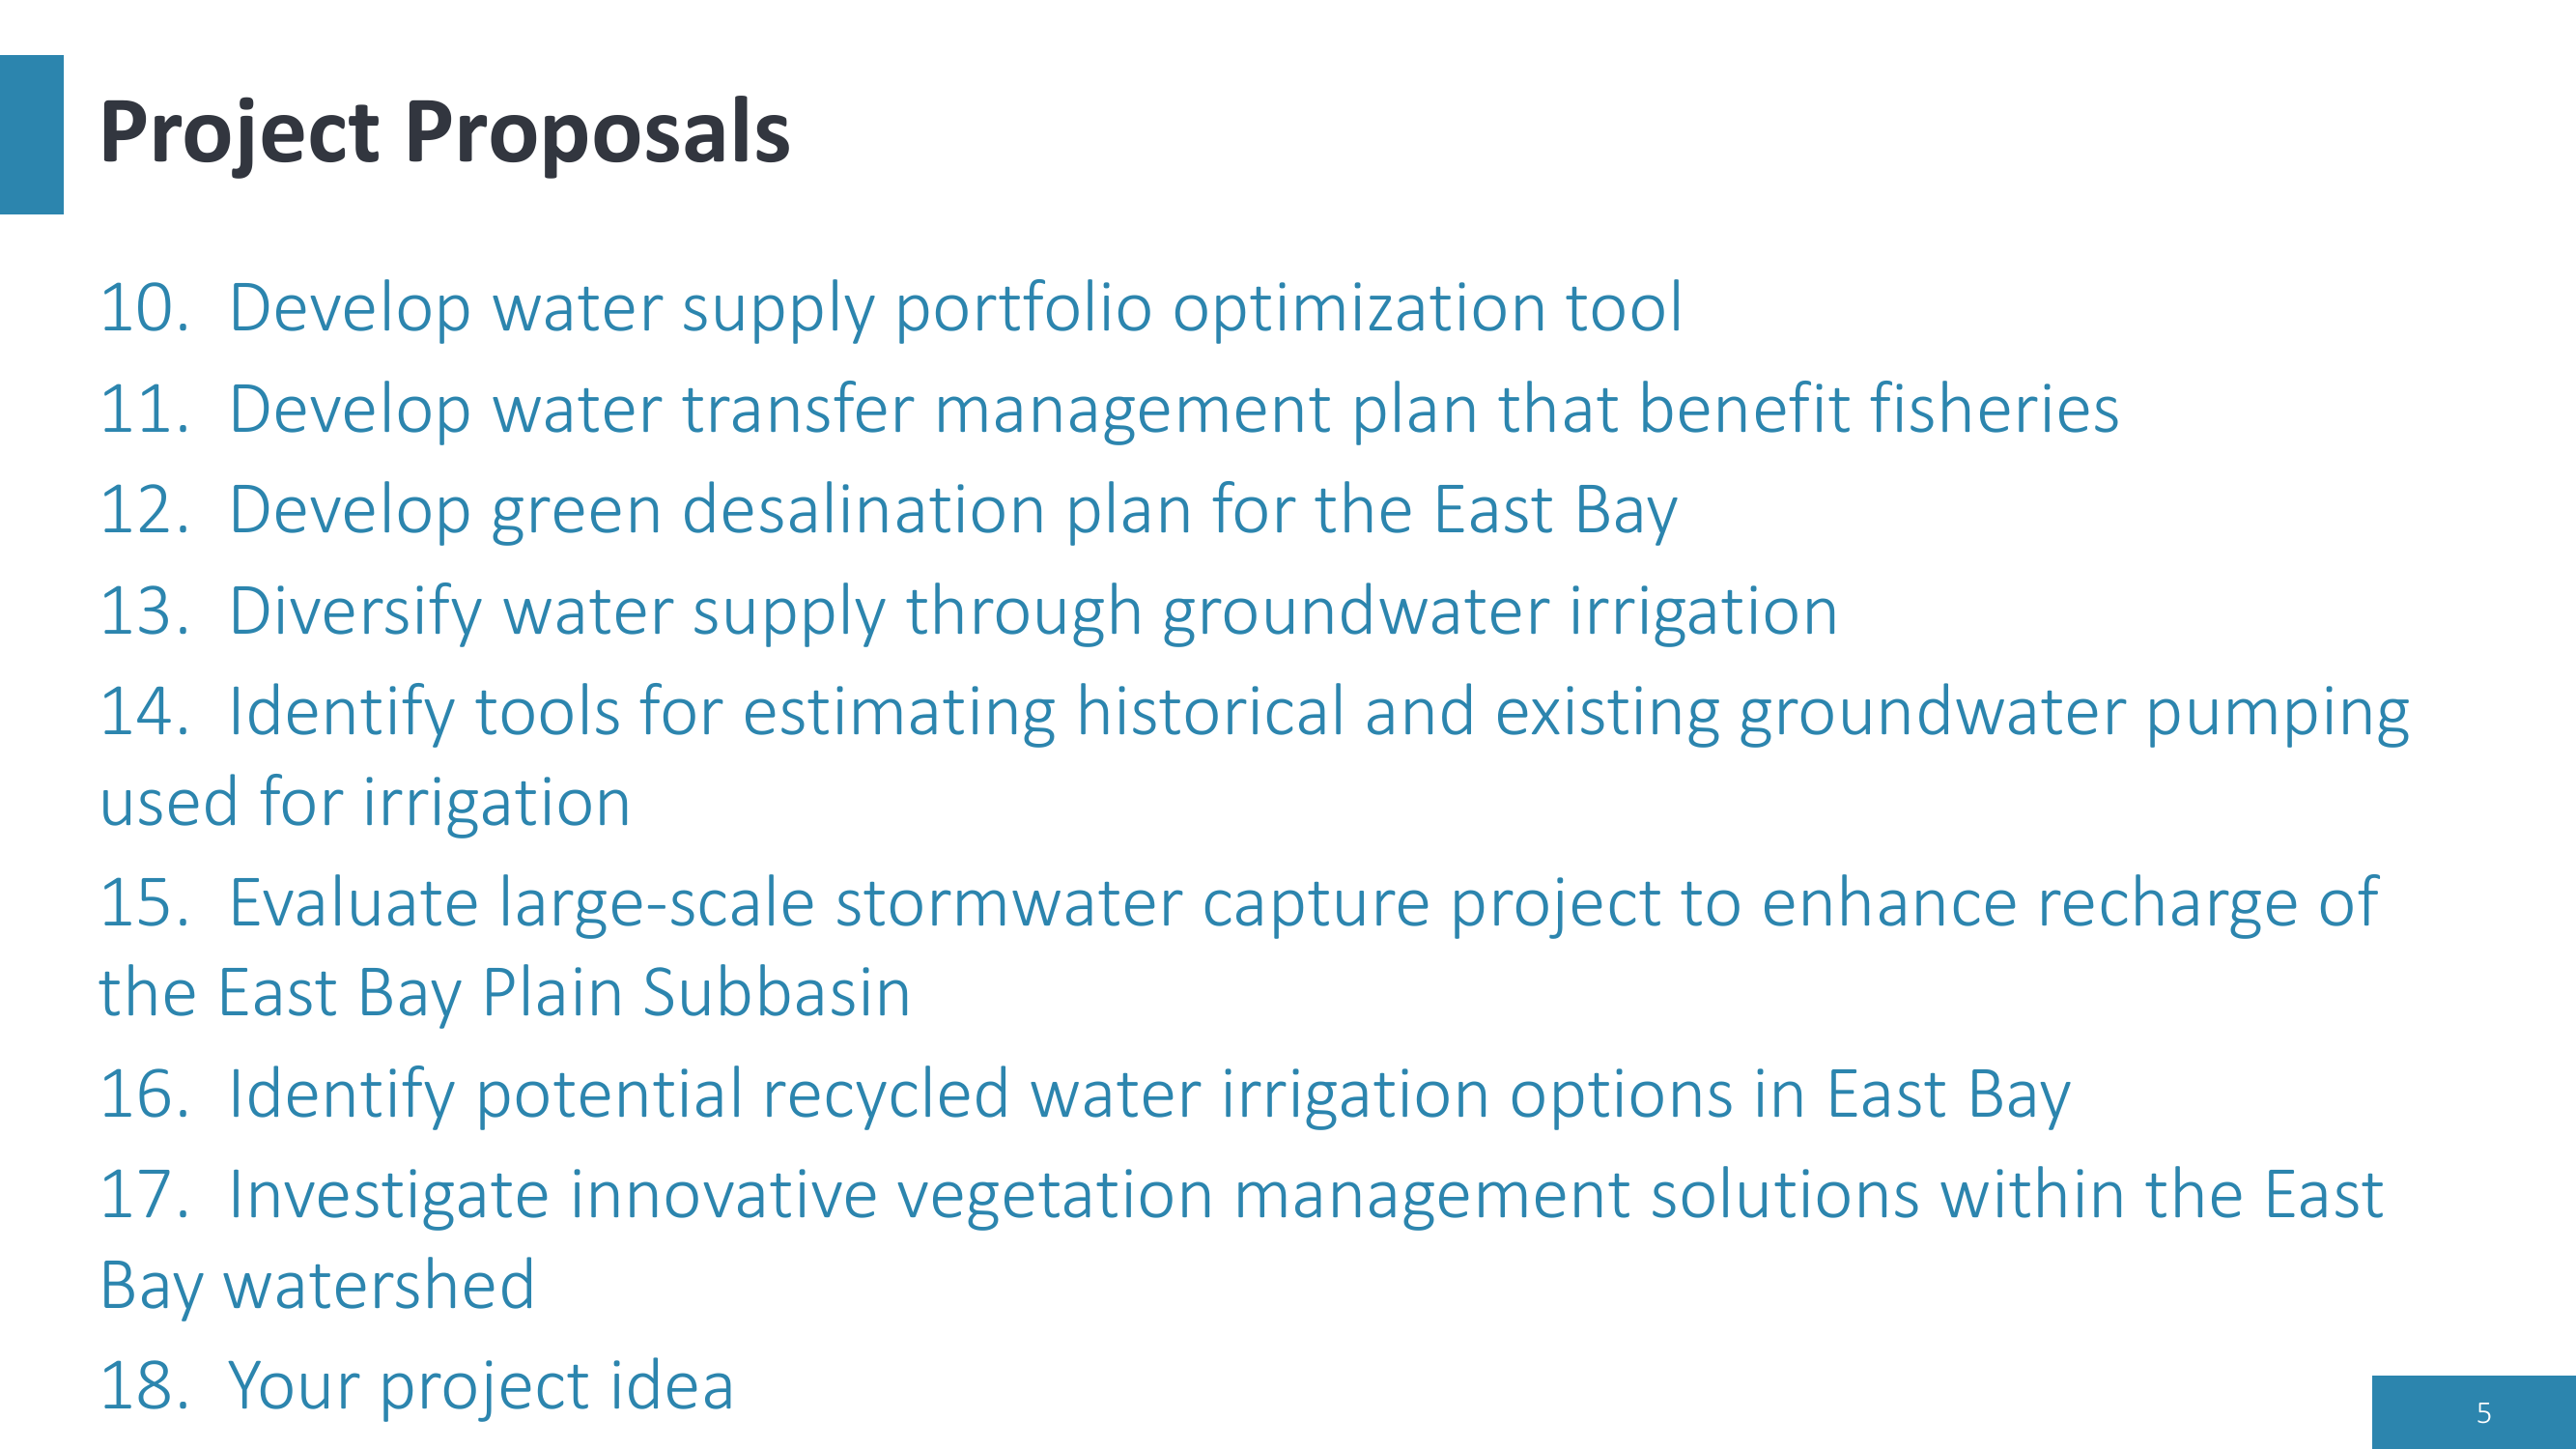 Project Proposals
10. Develop water supply portfolio optimization tool
11. Develop water transfer management plan that benefit fisheries
12. Develop green desalination plan for the East Bay
13. Diversify water supply through groundwater irrigation
14. Identify tools for estimating historical and existing groundwater pumping
used for irrigation
15. Evaluate large-scale stormwater capture project to enhance recharge of
the East Bay Plain Subbasin
16. Identify potential recycled water irrigation options in East Bay
17. Investigate innovative vegetation management solutions within the East
Bay watershed
18. Your project idea
5